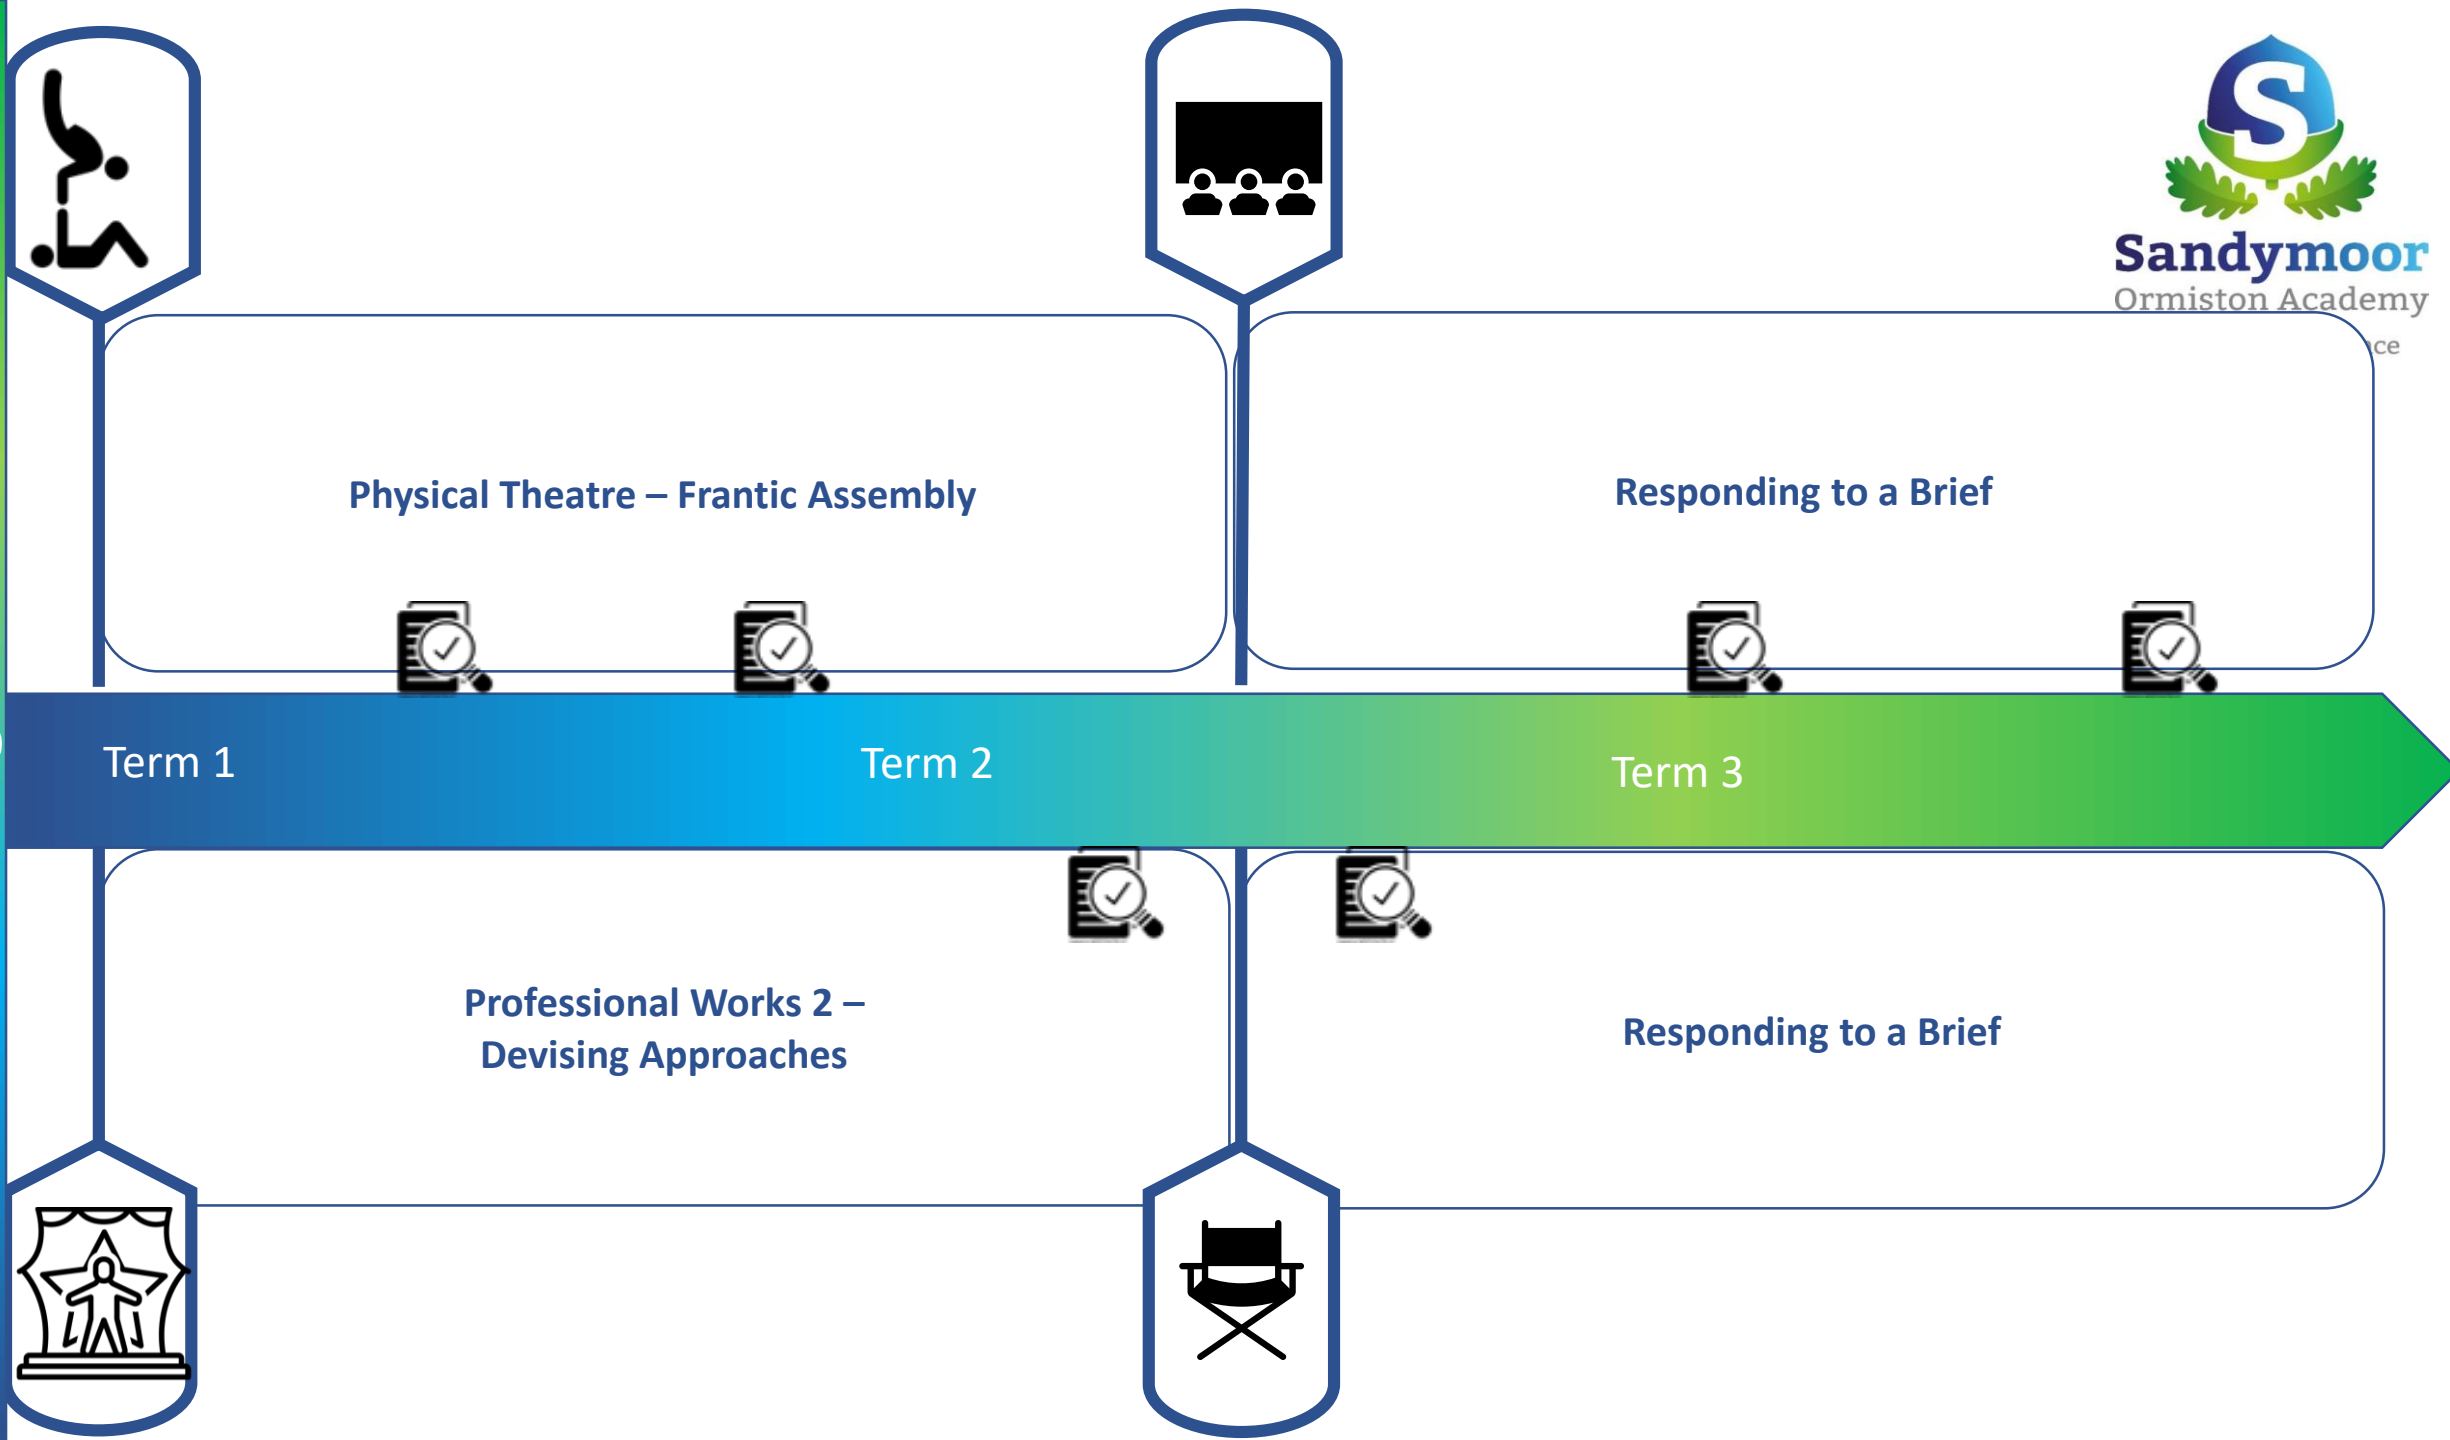 S
Sandymoor
Ormiston Academy
Physical Theatre – Frantic Assembly
Responding to a Brief
Term 1
Term 2
Term 3
Professional Works 2 –
Devising Approaches
Responding to a Brief